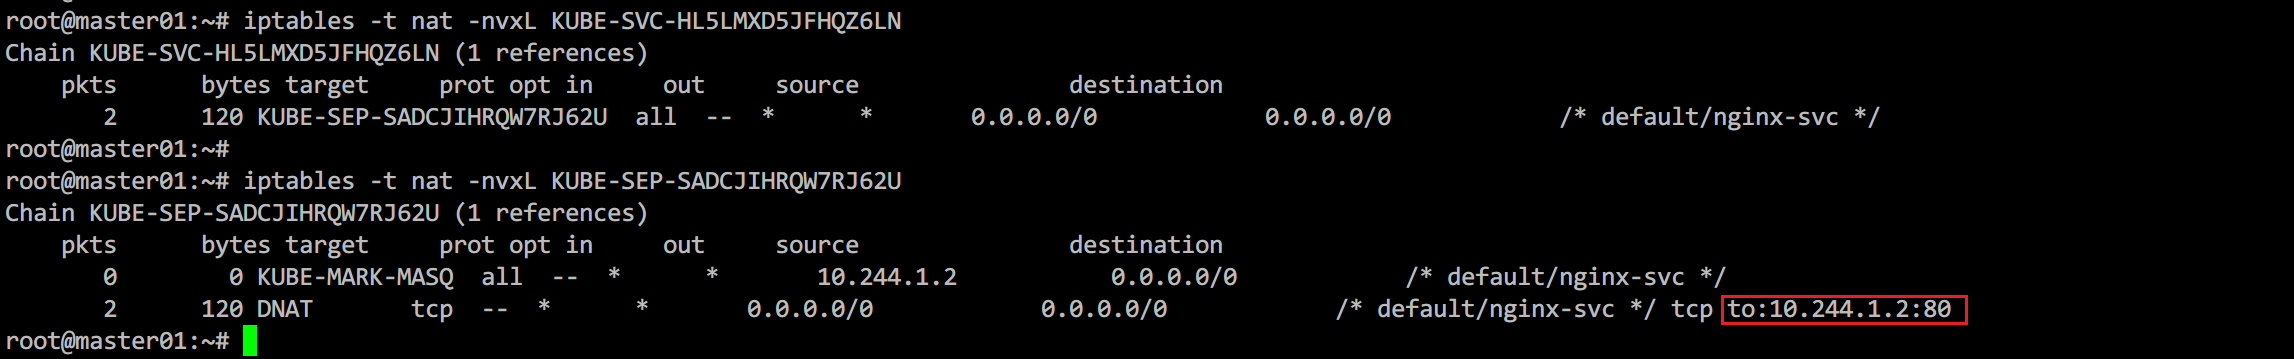 root@master01:~# iptables -t nat -nvxL KUBE-SVC-HL5LMXD5JFHQZ6LN
Chain KUBE-SVC-HL5LMXD5JFHQZ6LN (1 references)
    pkts      bytes target     prot opt in     out     source               destination
       2      120 KUBE-SEP-SADCJIHRQW7RJ62U  all  --  *      *       0.0.0.0/0            0.0.0.0/0            /* default/nginx-svc */
root@master01:~#
root@master01:~# iptables -t nat -nvxL KUBE-SEP-SADCJIHRQW7RJ62U
Chain KUBE-SEP-SADCJIHRQW7RJ62U (1 references)
    pkts      bytes target     prot opt in     out     source               destination
       0        0 KUBE-MARK-MASQ  all  --  *      *       10.244.1.2           0.0.0.0/0            /* default/nginx-svc */
       2      120 DNAT       tcp  --  *      *       0.0.0.0/0            0.0.0.0/0            /* default/nginx-svc */ tcp to:10.244.1.2:80
root@master01:~#